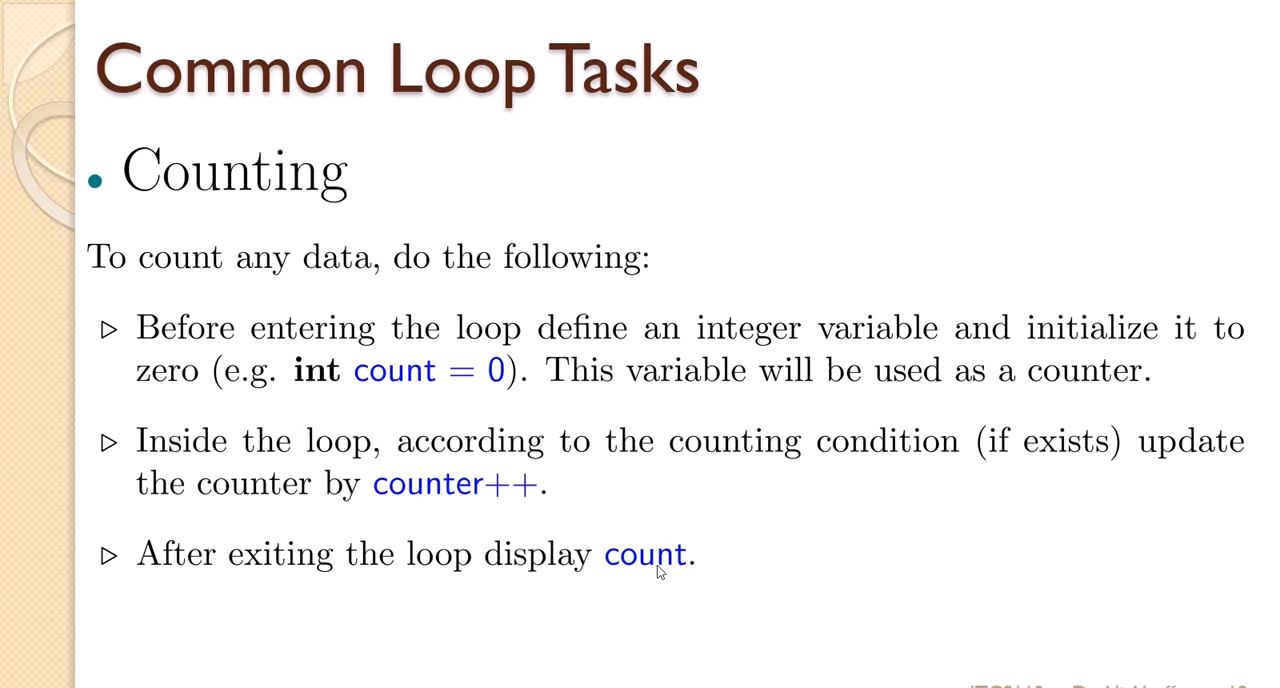 Common Loop Tasks
• Counting
To count any data, do the following:
▷ Before entering the loop define an integer variable and initialize it to
zero (e.g. int count = 0). This variable will be used as a counter.
▷ Inside the loop, according to the counting condition (if exists) update
the counter by counter++.
▷ After exiting the loop display count.